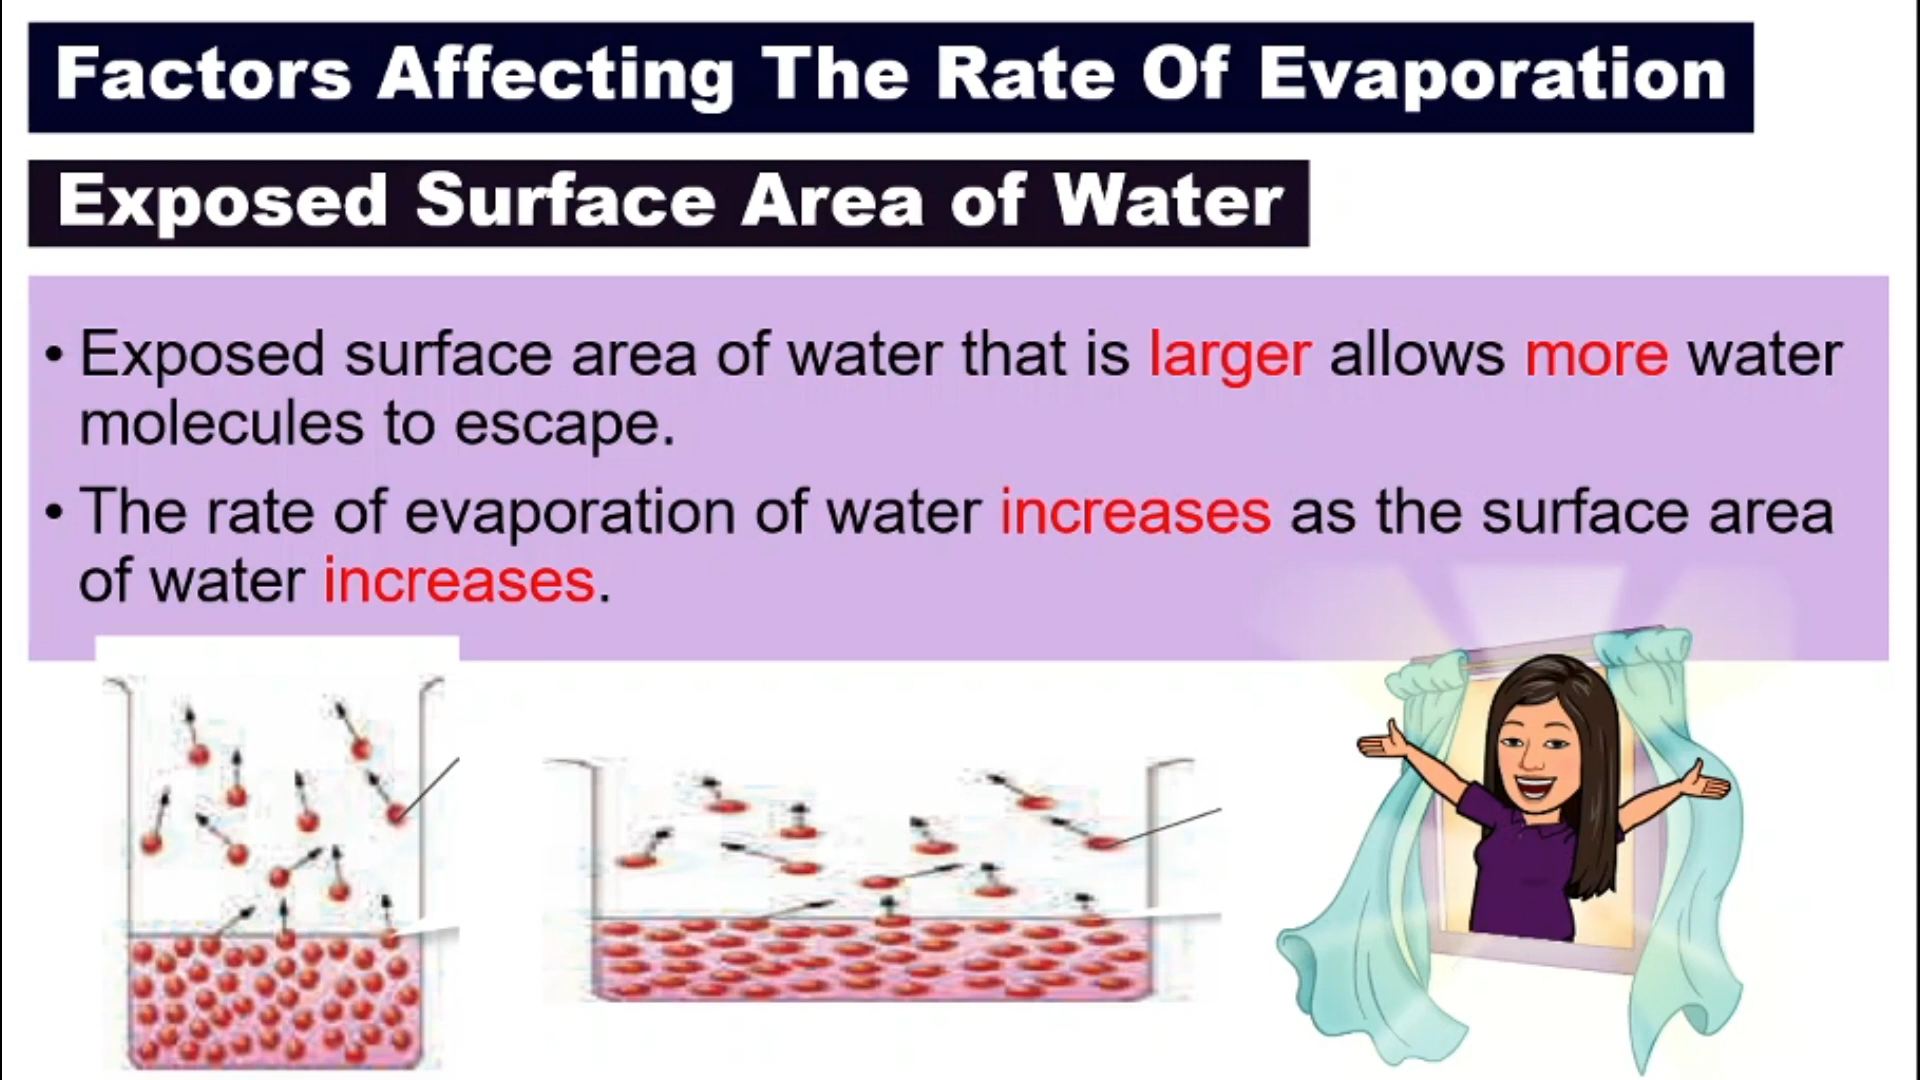 Factors Affecting The Rate Of Evaporation
Exposed Surface Area of Water
• Exposed surface area of water that is larger allows more water
molecules to escape.
• The rate of evaporation of water increases as the surface area
of water increases.